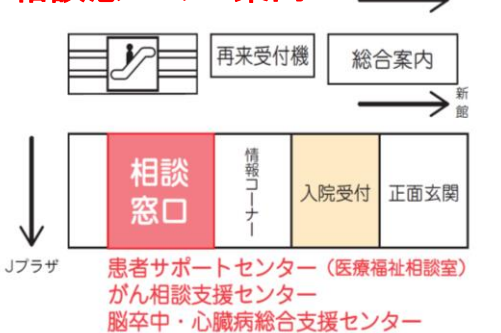 再来受付機
総合案内
新館
相談窓口
情報コーナー
入院受付
正面玄関
Jプラザ
患者サポートセンター（医療福祉相談室）
がん相談支援センター
脳卒中・心臓病総合支援センター